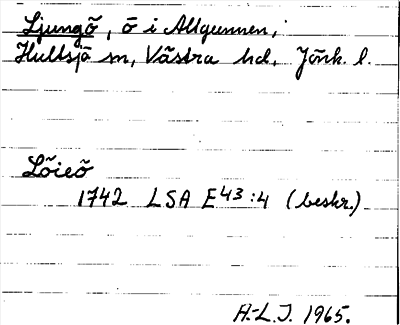 Ljungö, ö i Allgunnen,
Hultsjö sn, Västra hd, Jönk. l.
Löieö
1742 LSA E43:4 (beskr.)
A.-L.J. 1965.